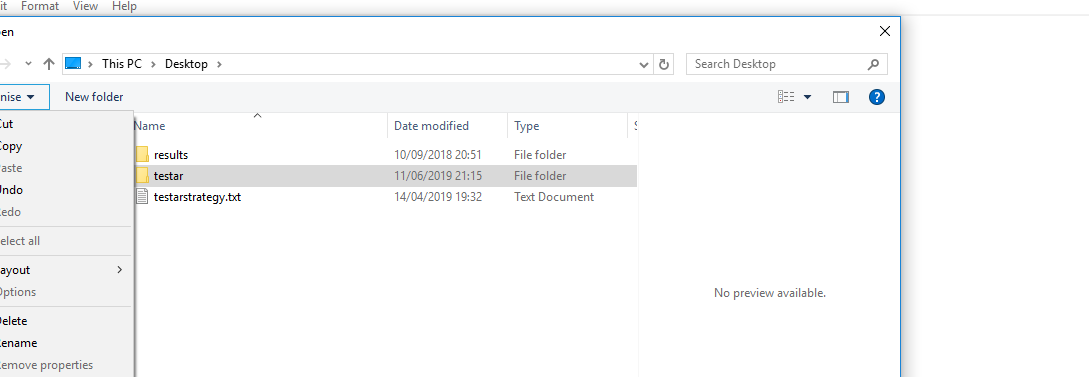 it Format View Help
en
This PC Desktop Search Desktop
nise New folder ?
Cut
Copy
aste
Undo
edo
elect all
ayout
Options
Delete
Rename
emove properties
Name Date modified Type S
results 10/09/2018 20:51 File folder
testar 11/06/2019 21:15 File folder
testarstrategy.txt 14/04/2019 19:32 Text Document
No preview available.